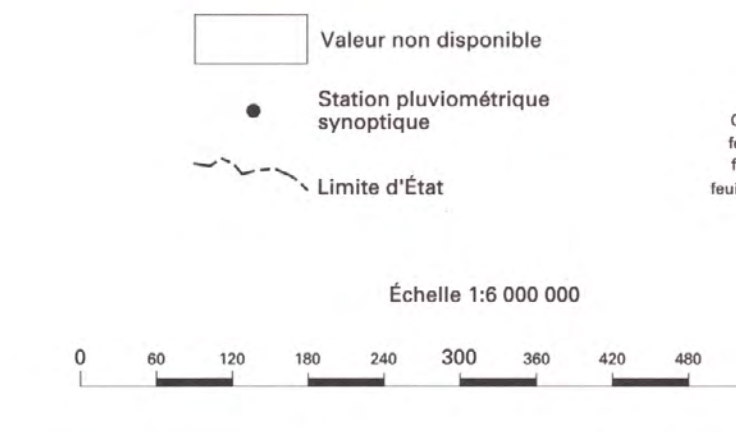 Valeur non disponible
Station pluviométrique
synoptique
Limite d'État
Échelle 1:6 000 000
0 60 120 180 240 300 360 420 480